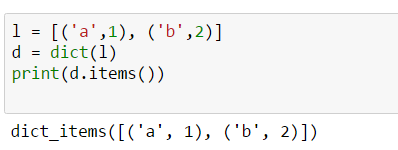 l = [('a',1), ('b',2)]
d = dict(l)
print(d.items())
dict_items([('a', 1), ('b', 2)])